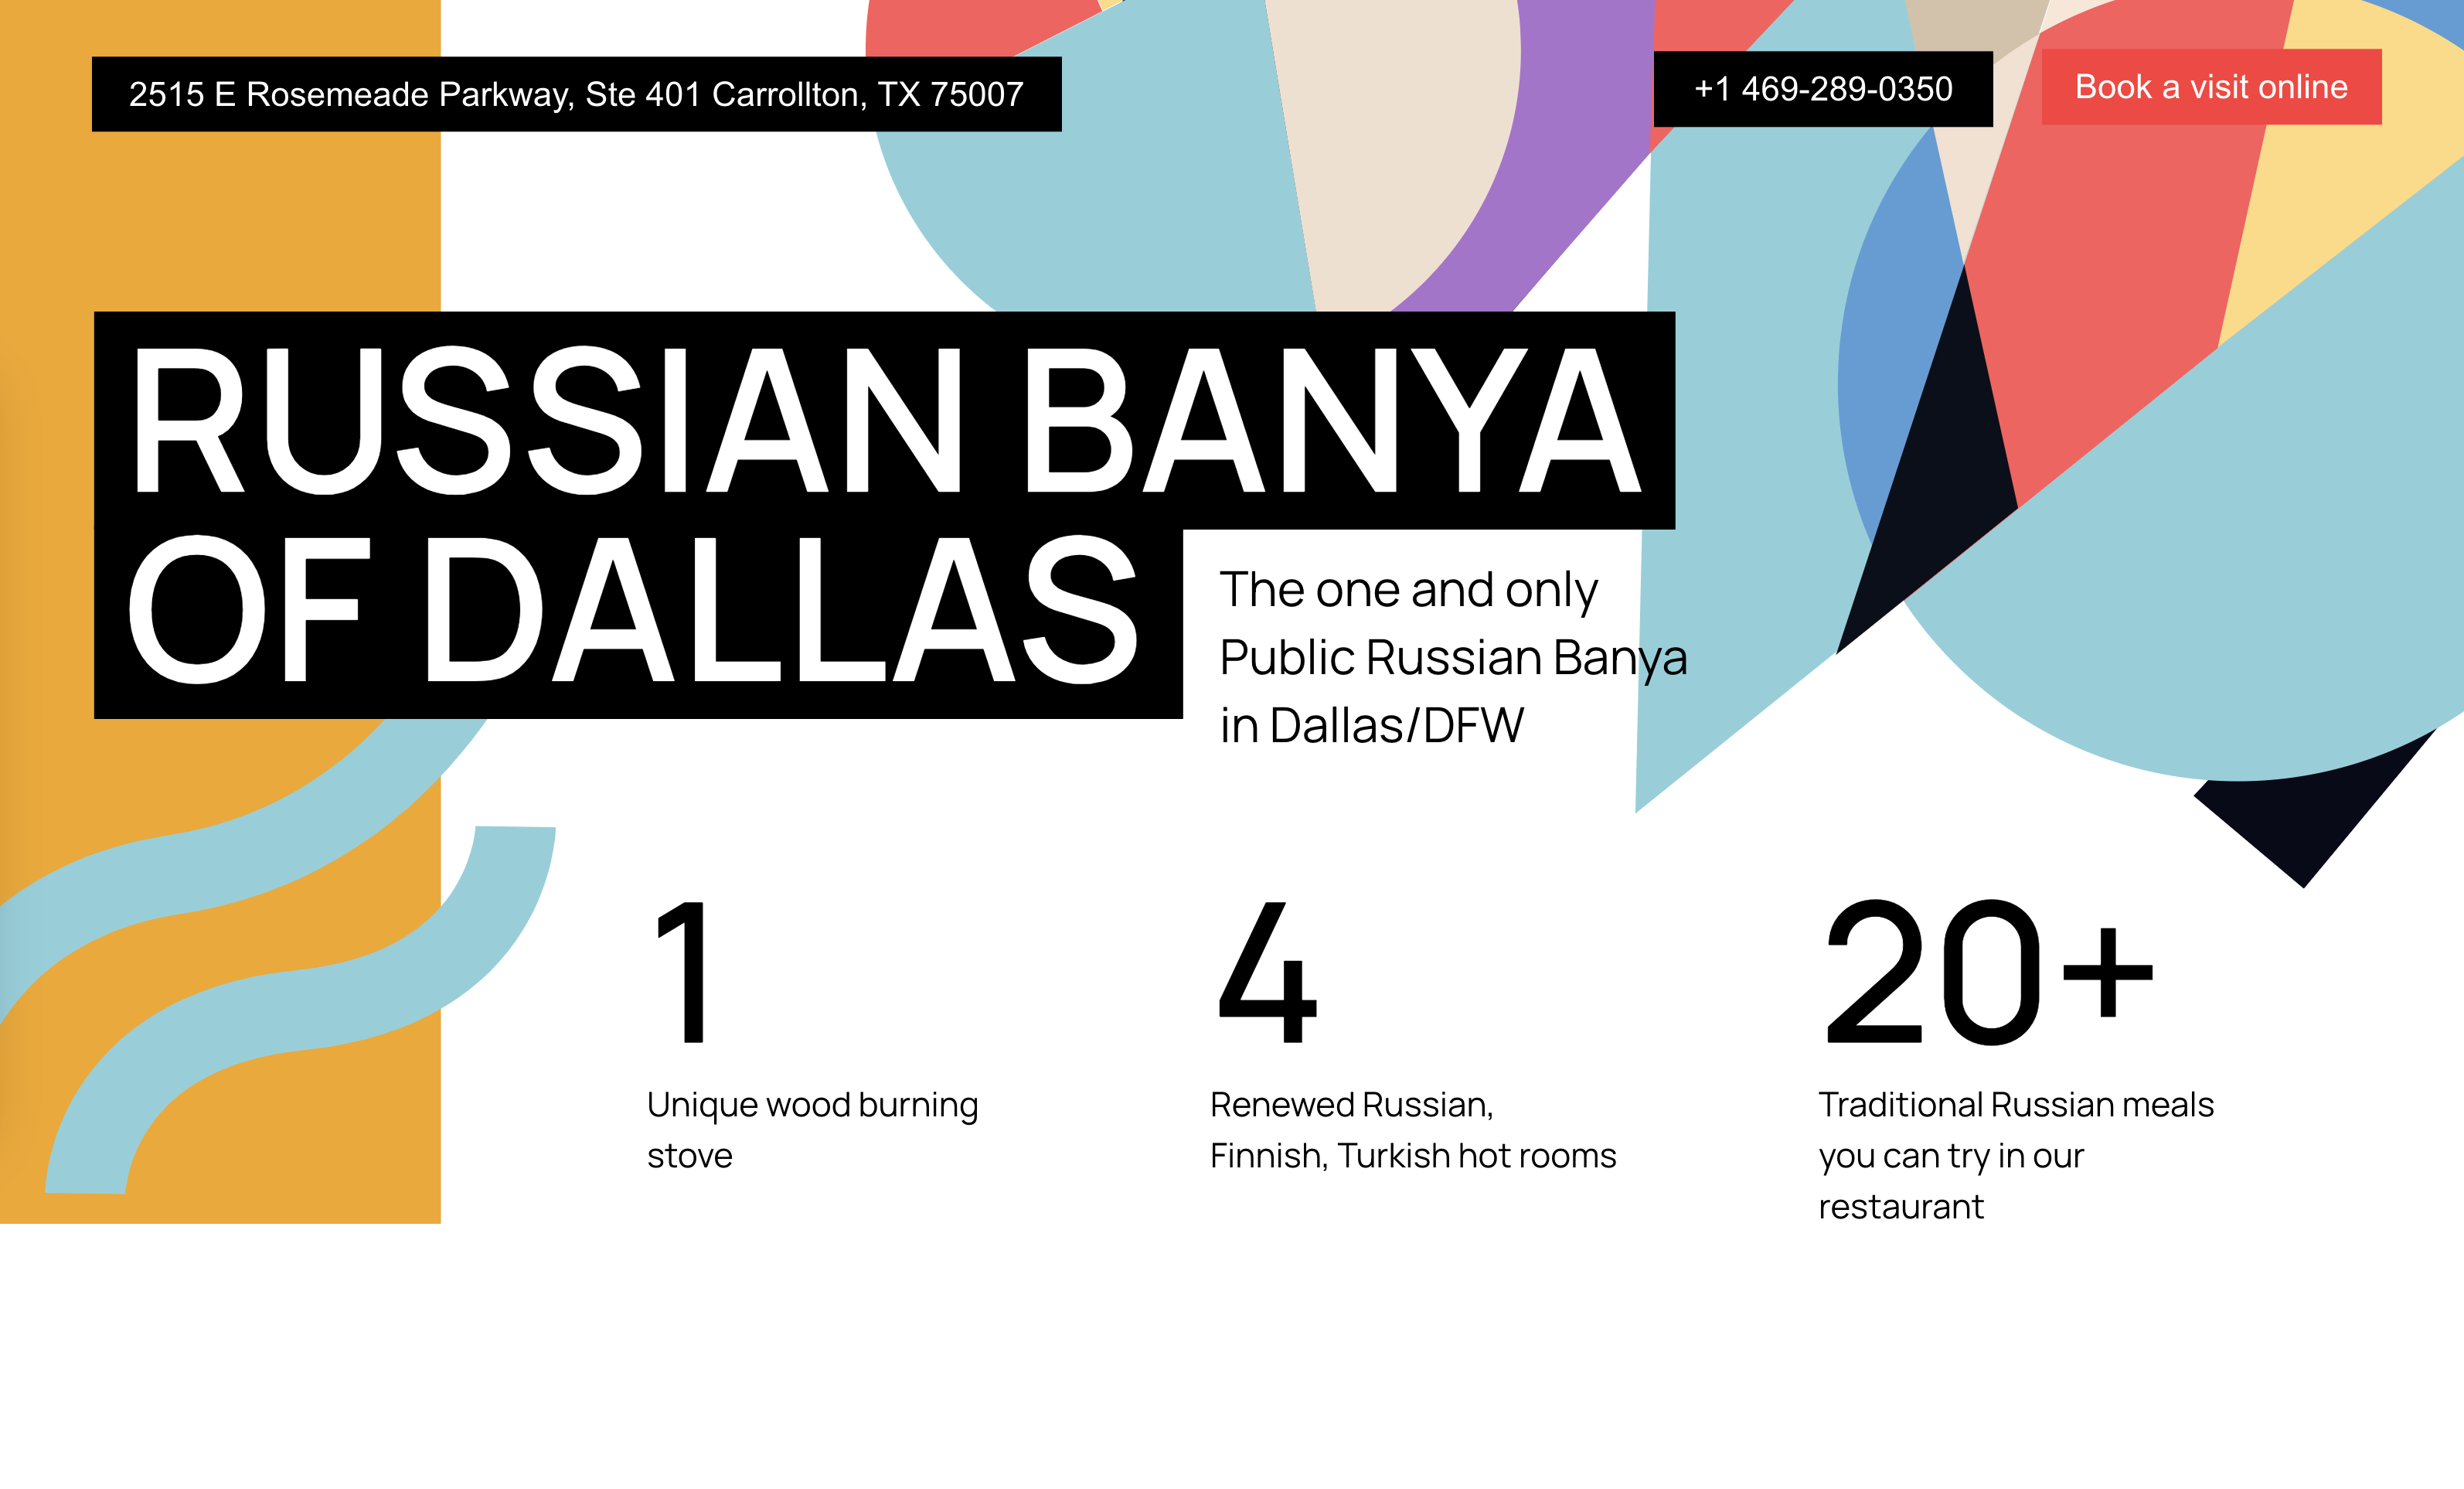 2515 E Rosemeade Parkway, Ste 401 Carrollton, TX 75007
+1 469-289-0350
Book a visit online
RUSSIAN BANYA
OF DALLAS
The one and only
Public Russian Banya
in Dallas/DFW
1
Unique wood burning
stove
4
Renewed Russian,
Finnish, Turkish hot rooms
20+
Traditional Russian meals
you can try in our
restaurant